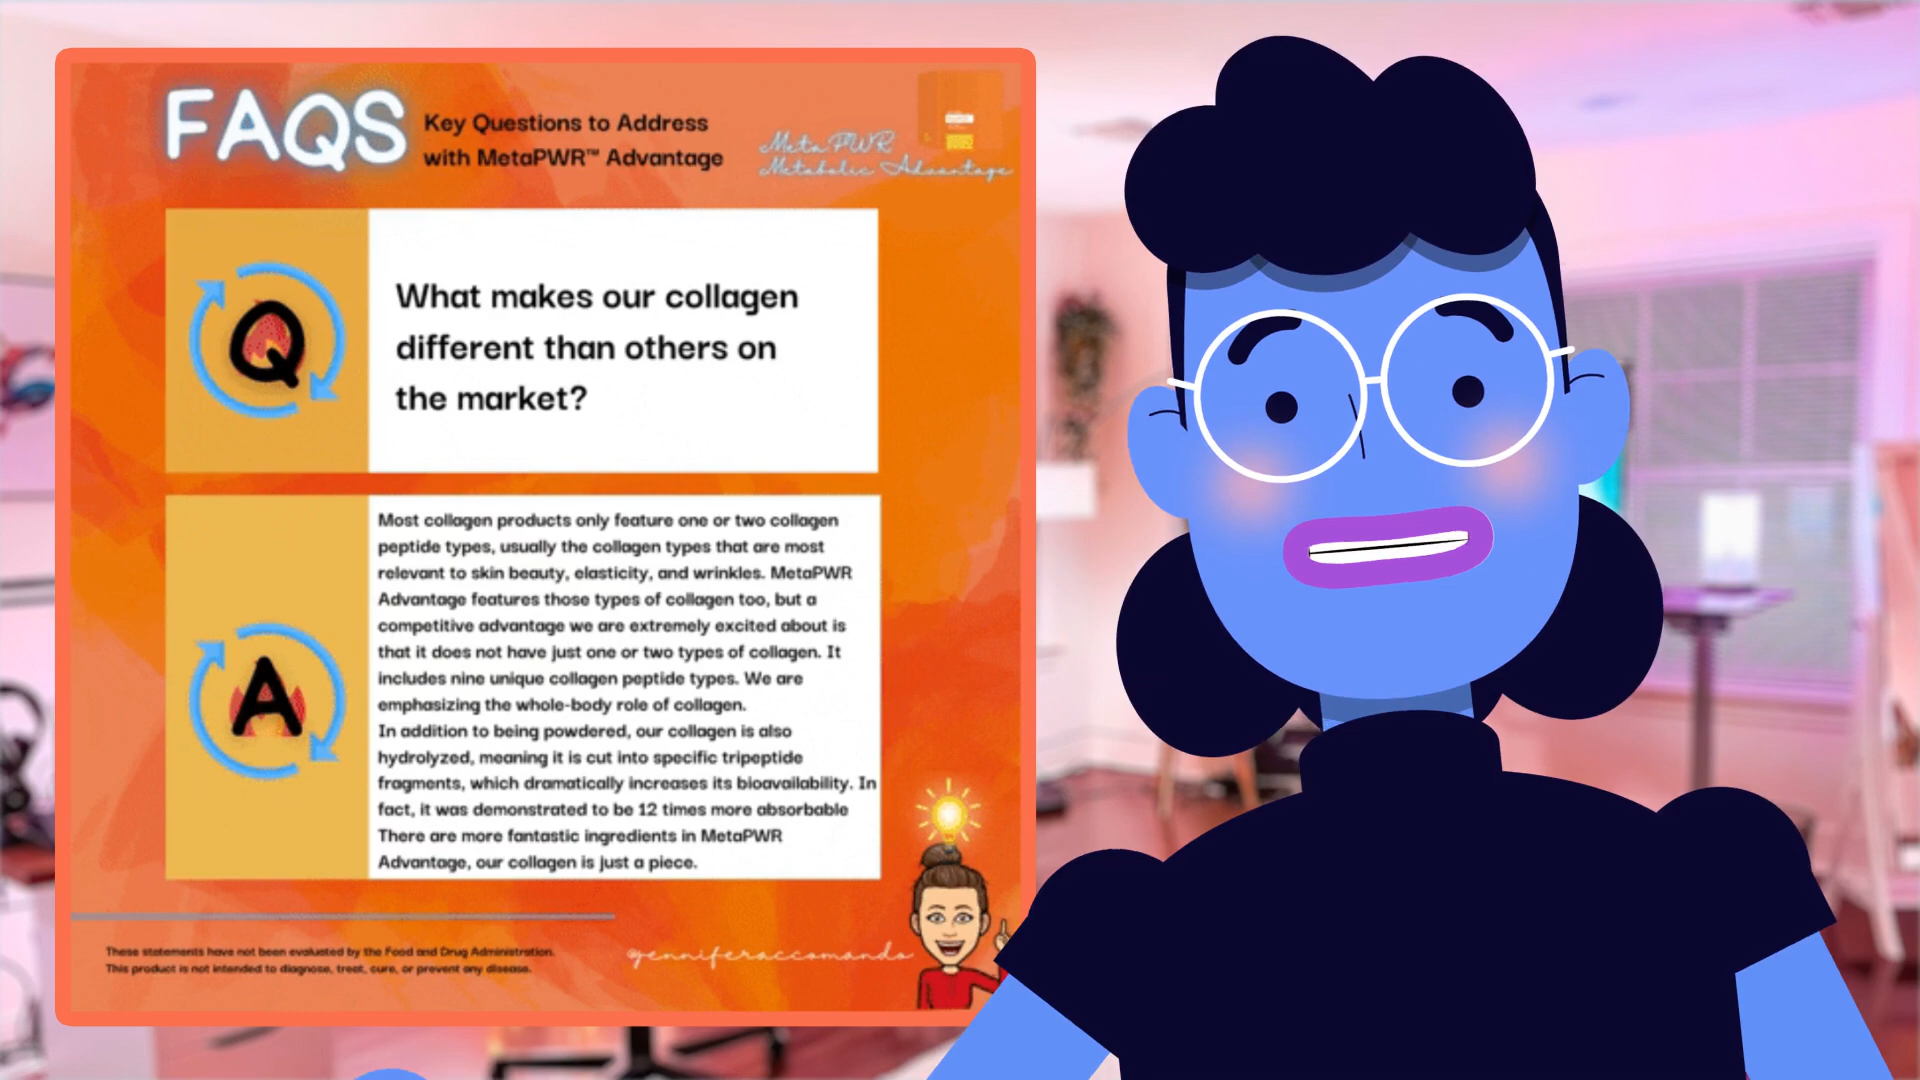 FAQS
Key Questions to Address
with MetaPWR™ Advantage
MetaPWR
Metabolic Advantage
Q
What makes our collagen
different than others on
the market?
A
Most collagen products only feature one or two collagen
peptide types, usually the collagen types that are most
relevant to skin beauty, elasticity, and wrinkles. MetaPWR
Advantage features those types of collagen too, but a
competitive advantage we are extremely excited about is
that it does not have just one or two types of collagen. It
includes nine unique collagen peptide types. We are
emphasizing the whole-body role of collagen.
In addition to being powdered, our collagen is also
hydrolyzed, meaning it is cut into specific tripeptide
fragments, which dramatically increases its bioavailability. In
fact, it was demonstrated to be 12 times more absorbable
There are more fantastic ingredients in MetaPWR
Advantage, our collagen is just a piece.
These statements have not been evaluated by the Food and Drug Administration.
This product is not intended to diagnose, treat, cure, or prevent any disease.
@jenniferaccomando